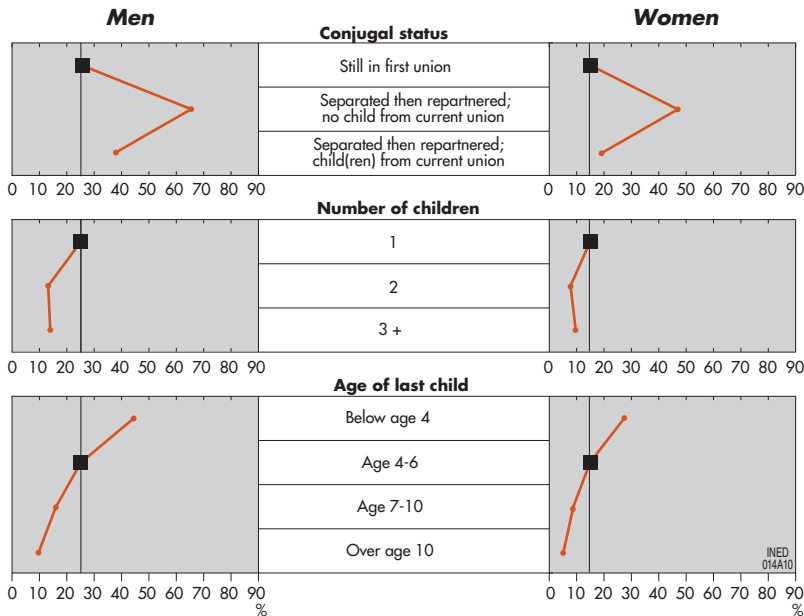 Men
Women
Conjugal status
Still in first union
Separated then repartnered;
no child from current union
Separated then repartnered;
child(ren) from current union
0 10 20 30 40 50 60 70 80 90
0 10 20 30 40 50 60 70 80 90
Number of children
1
2
3 +
0 10 20 30 40 50 60 70 80 90
0 10 20 30 40 50 60 70 80 90
Age of last child
Below age 4
Age 4-6
Age 7-10
Over age 10
INED
014A10
0 10 20 30 40 50 60 70 80 90
%
0 10 20 30 40 50 60 70 80 90
%